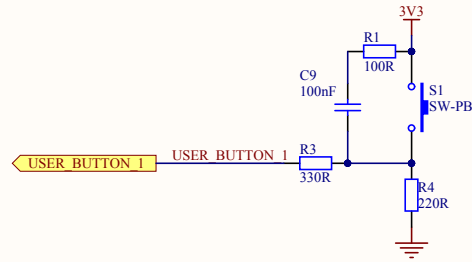 3V3
R1
100R
C9
100nF
S1
SW-PB
USER_BUTTON_1
USER_BUTTON_1
R3
330R
R4
220R